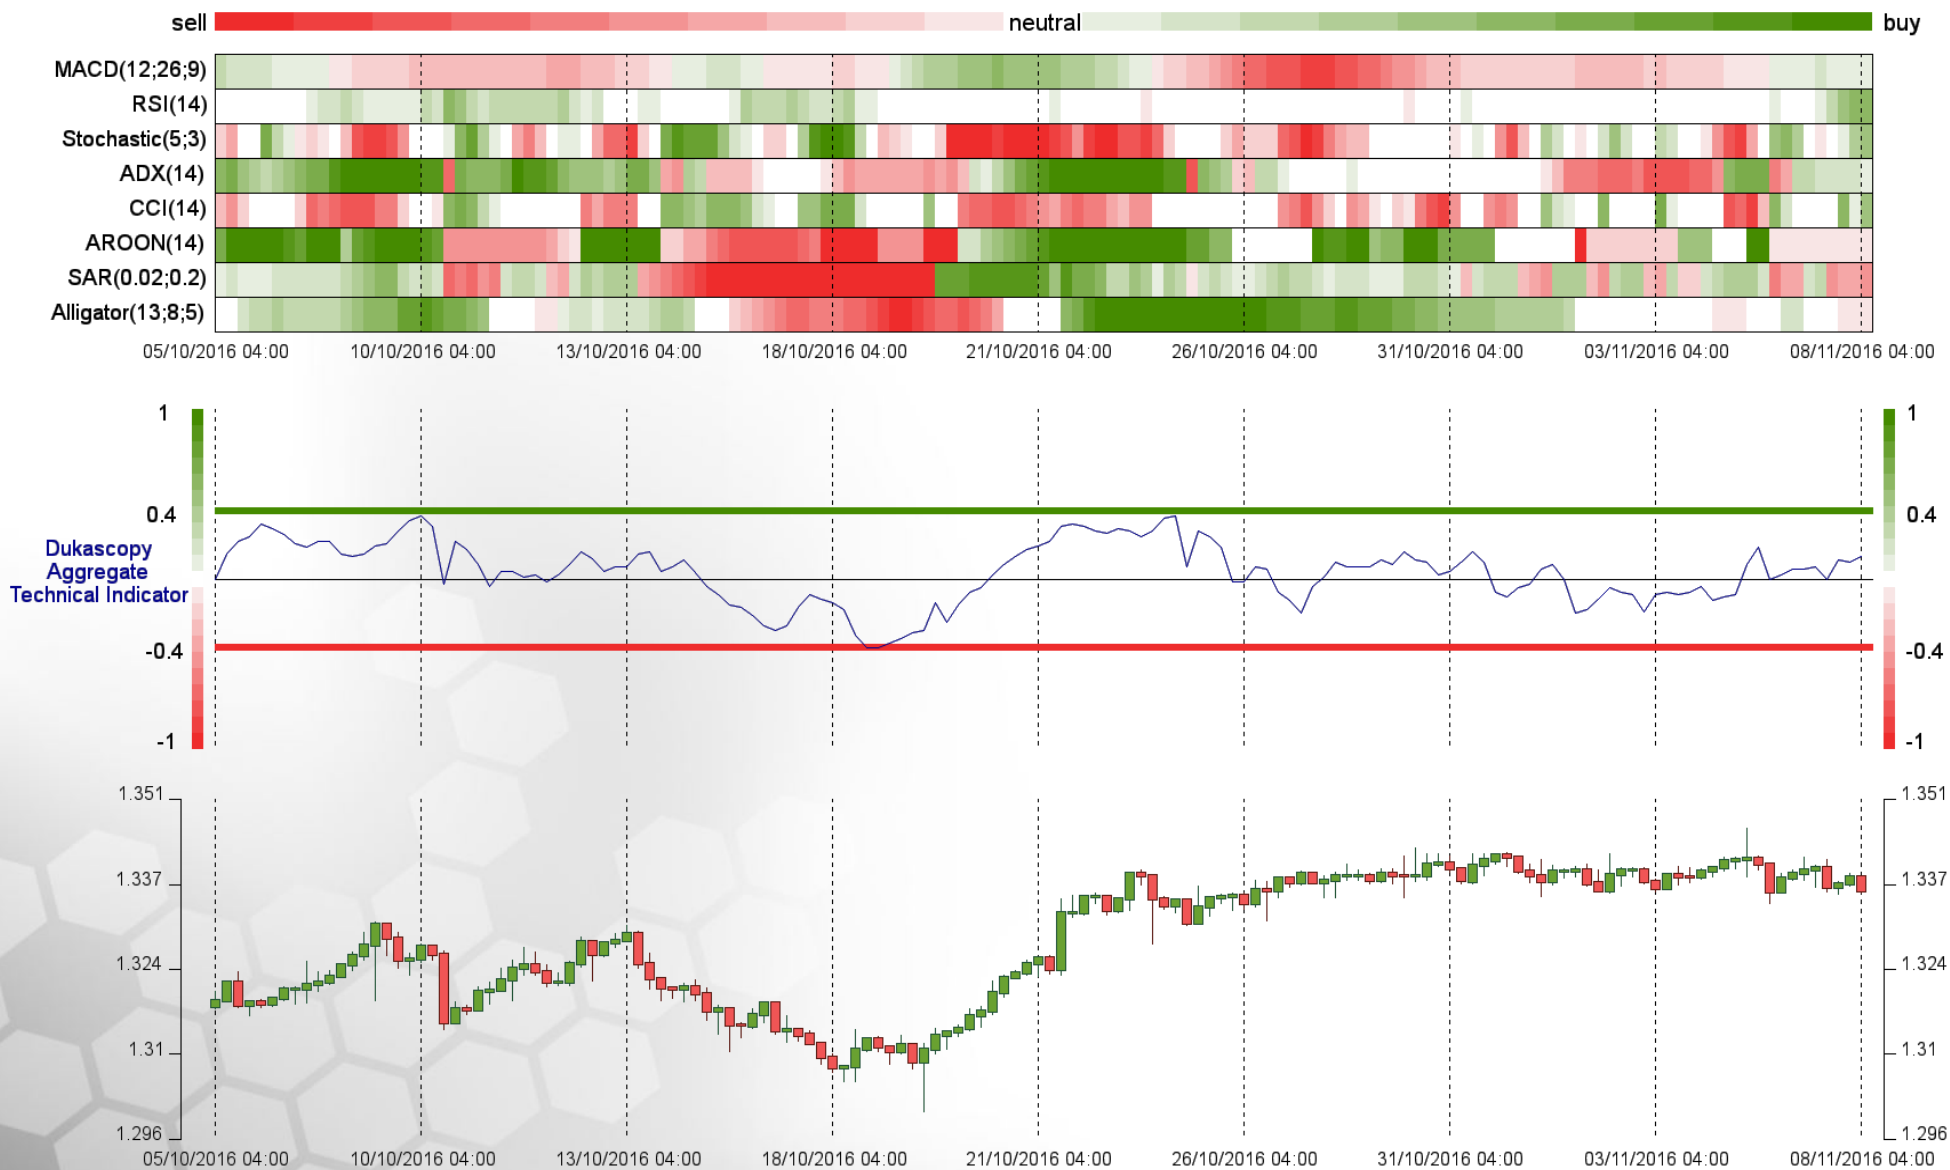 sell neutral buy
MACD(12;26;9)
RSI(14)
Stochastic(5;3)
ADX(14)
CCI(14)
AROON(14)
SAR(0.02;0.2)
Alligator(13;8;5)
05/10/2016 04:00 10/10/2016 04:00 13/10/2016 04:00 18/10/2016 04:00 21/10/2016 04:00 26/10/2016 04:00 31/10/2016 04:00 03/11/2016 04:00 08/11/2016 04:00
1 1
0.4 0.4
Dukascopy
Aggregate
Technical Indicator
-0.4 -0.4
-1 -1
1.351 1.351
1.337 1.337
1.324 1.324
1.31 1.31
1.296 1.296
05/10/2016 04:00 10/10/2016 04:00 13/10/2016 04:00 18/10/2016 04:00 21/10/2016 04:00 26/10/2016 04:00 31/10/2016 04:00 03/11/2016 04:00 08/11/2016 04:00